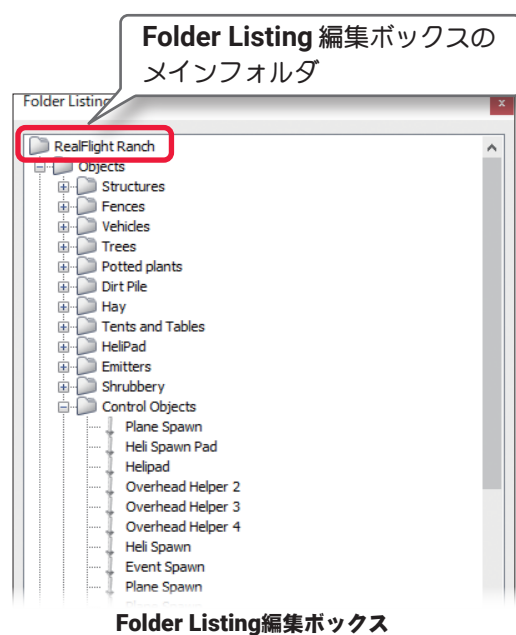 Folder Listing 編集ボックスの
メインフォルダ
Folder Listing
x
RealFlight Ranch
Objects
Structures
Fences
Vehicles
Trees
Potted plants
Dirt Pile
Hay
Tents and Tables
HeliPad
Emitters
Shrubbery
Control Objects
Plane Spawn
Heli Spawn Pad
Helipad
Overhead Helper 2
Overhead Helper 3
Overhead Helper 4
Heli Spawn
Event Spawn
Plane Spawn
Folder Listing編集ボックス